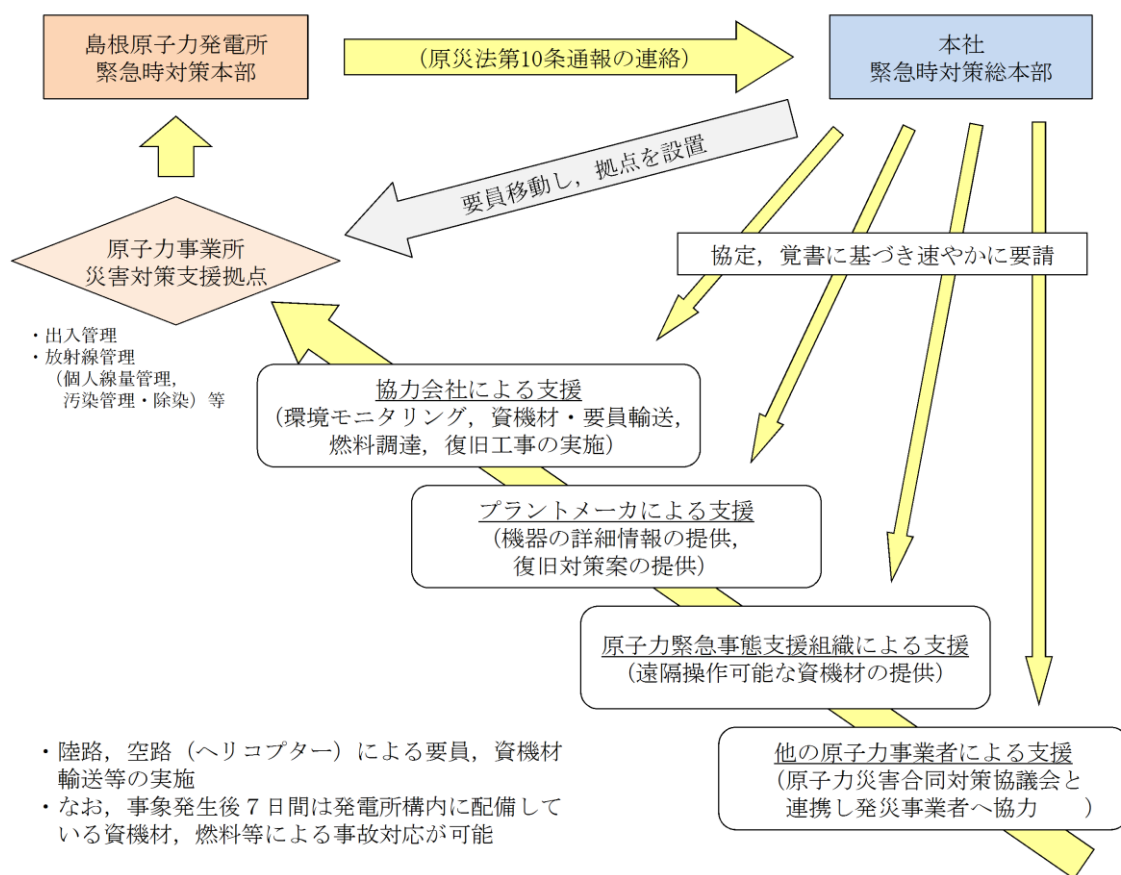 島根原子力発電所
緊急時対策本部
(原災法第10条通報の連絡)
本社
緊急時対策総本部
要員移動し，拠点を設置
原子力事業所
災害対策支援拠点
協定，覚書に基づき速やかに要請
・出入管理
・放射線管理
（個人線量管理，
汚染管理・除染）等
協力会社による支援
（環境モニタリング，資機材・要員輸送，
燃料調達，復旧工事の実施）
プラントメーカによる支援
（機器の詳細情報の提供，
復旧対策案の提供）
原子力緊急事態支援組織による支援
（遠隔操作可能な資機材の提供）
他の原子力事業者による支援
（原子力災害合同対策協議会と
連携し発災事業者へ協力　　）
・陸路，空路（ヘリコプター）による要員，資機材
輸送等の実施
・なお，事象発生後７日間は発電所構内に配備して
いる資機材，燃料等による事故対応が可能